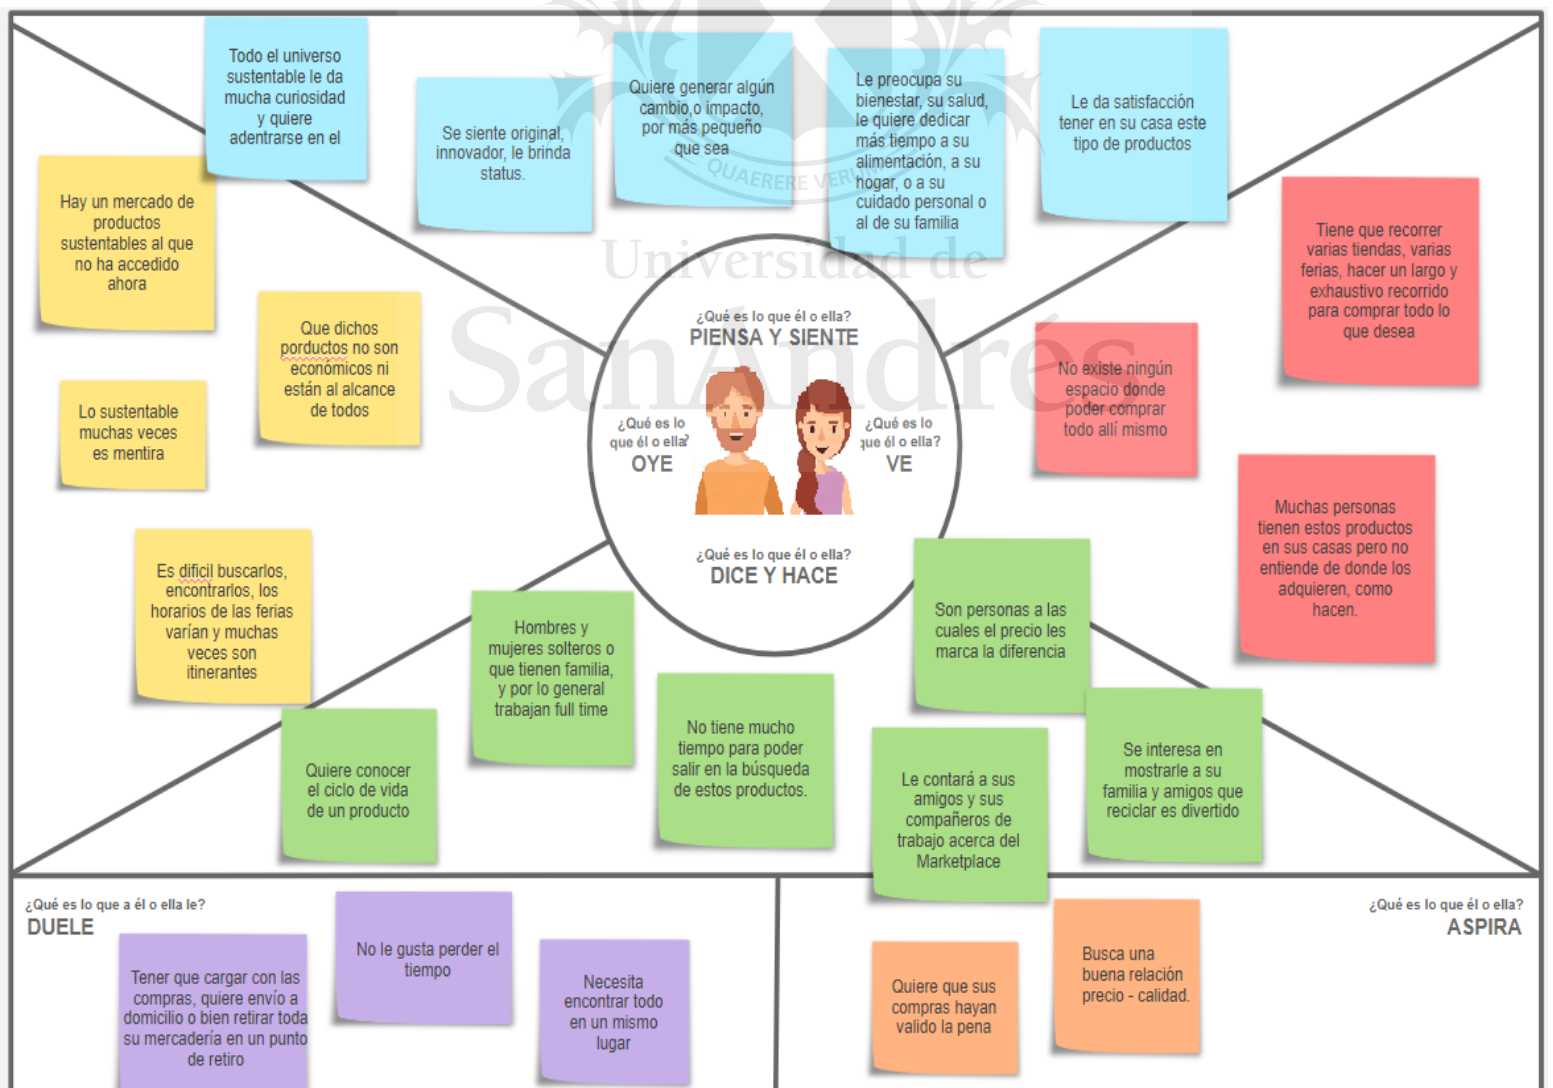 Todo el universo
sustentable le da
mucha curiosidad
y quiere
adentrarse en el
Se siente original,
innovador, le brinda
status.
Quiere generar algún
cambio,o impacto,
por más pequeño
que sea
Le preocupa su
bienestar, su salud,
le quiere dedicar
más tiempo a su
alimentación, a su
hogar, o a su
cuidado personal o
al de su familia
Le da satisfacción
tener en su casa este
tipo de productos
QUAERERE VERUM
Universidad de
SanAndrés
Hay un mercado de
productos
sustentables al que
no ha accedido
ahora
Que dichos
porductos no son
económicos ni
están al alcance
de todos
Lo sustentable
muchas veces
es mentira
Es dificil buscarlos,
encontrarlos, los
horarios de las ferias
varían y muchas
veces son
itinerantes
¿Qué es lo que él o ella?
PIENSA Y SIENTE
¿Qué es lo
que él o ella?
OYE
¿Qué es lo
que él o ella?
VE
¿Qué es lo que él o ella?
DICE Y HACE
Tiene que recorrer
varias tiendas, varias
ferias, hacer un largo y
exhaustivo recorrido
para comprar todo lo
que desea
No existe ningún
espacio donde
poder comprar
todo allí mismo
Muchas personas
tienen estos productos
en sus casas pero no
entiende de donde los
adquieren, como
hacen.
Quiere conocer
el ciclo de vida
de un producto
Hombres y
mujeres solteros o
que tienen familia,
y por lo general
trabajan full time
No tiene mucho
tiempo para poder
salir en la búsqueda
de estos productos.
Son personas a las
cuales el precio les
marca la diferencia
Le contará a sus
amigos y sus
compañeros de
trabajo acerca del
Marketplace
Se interesa en
mostrarle a su
familia y amigos que
reciclar es divertido
¿Qué es lo que a él o ella le?
DUELE
Tener que cargar con las
compras, quiere envío a
domicilio o bien retirar toda
su mercadería en un punto
de retiro
No le gusta perder el
tiempo
Necesita
encontrar todo
en un mismo
lugar
¿Qué es lo que él o ella?
ASPIRA
Quiere que sus
compras hayan
valido la pena
Busca una
buena relación
precio - calidad.